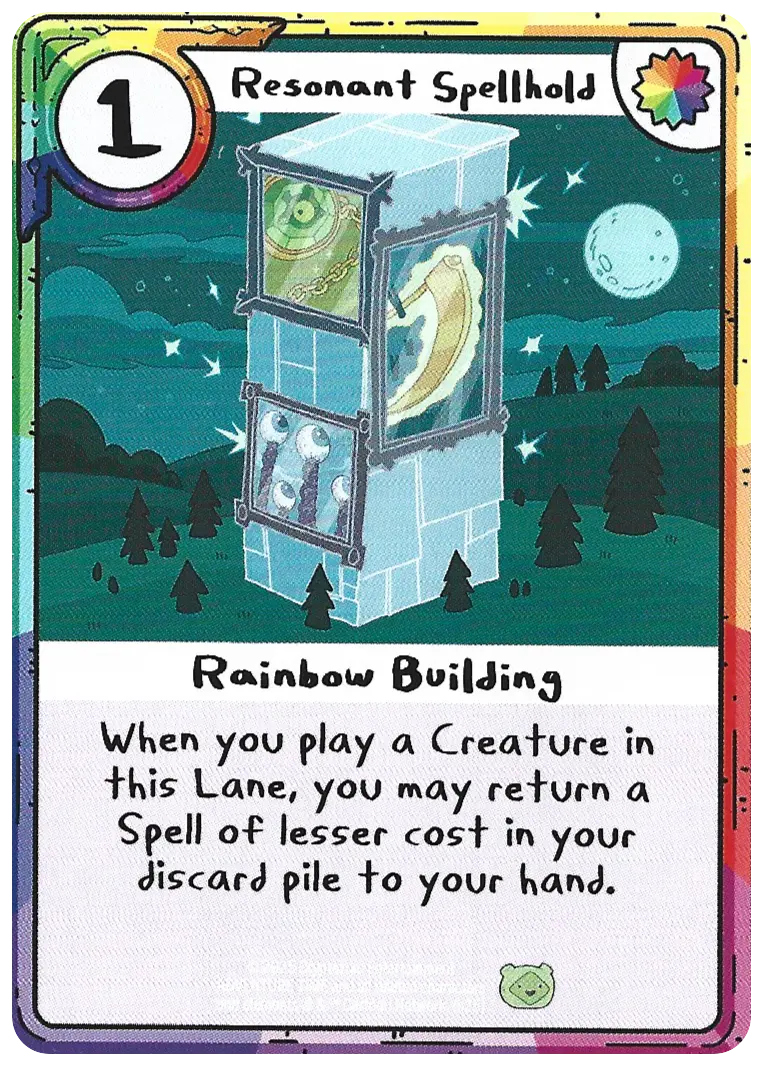 1
Resonant Spellhold
Rainbow Building
When you play a Creature in
this Lane, you may return a
Spell of lesser cost in your
discard pile to your hand.